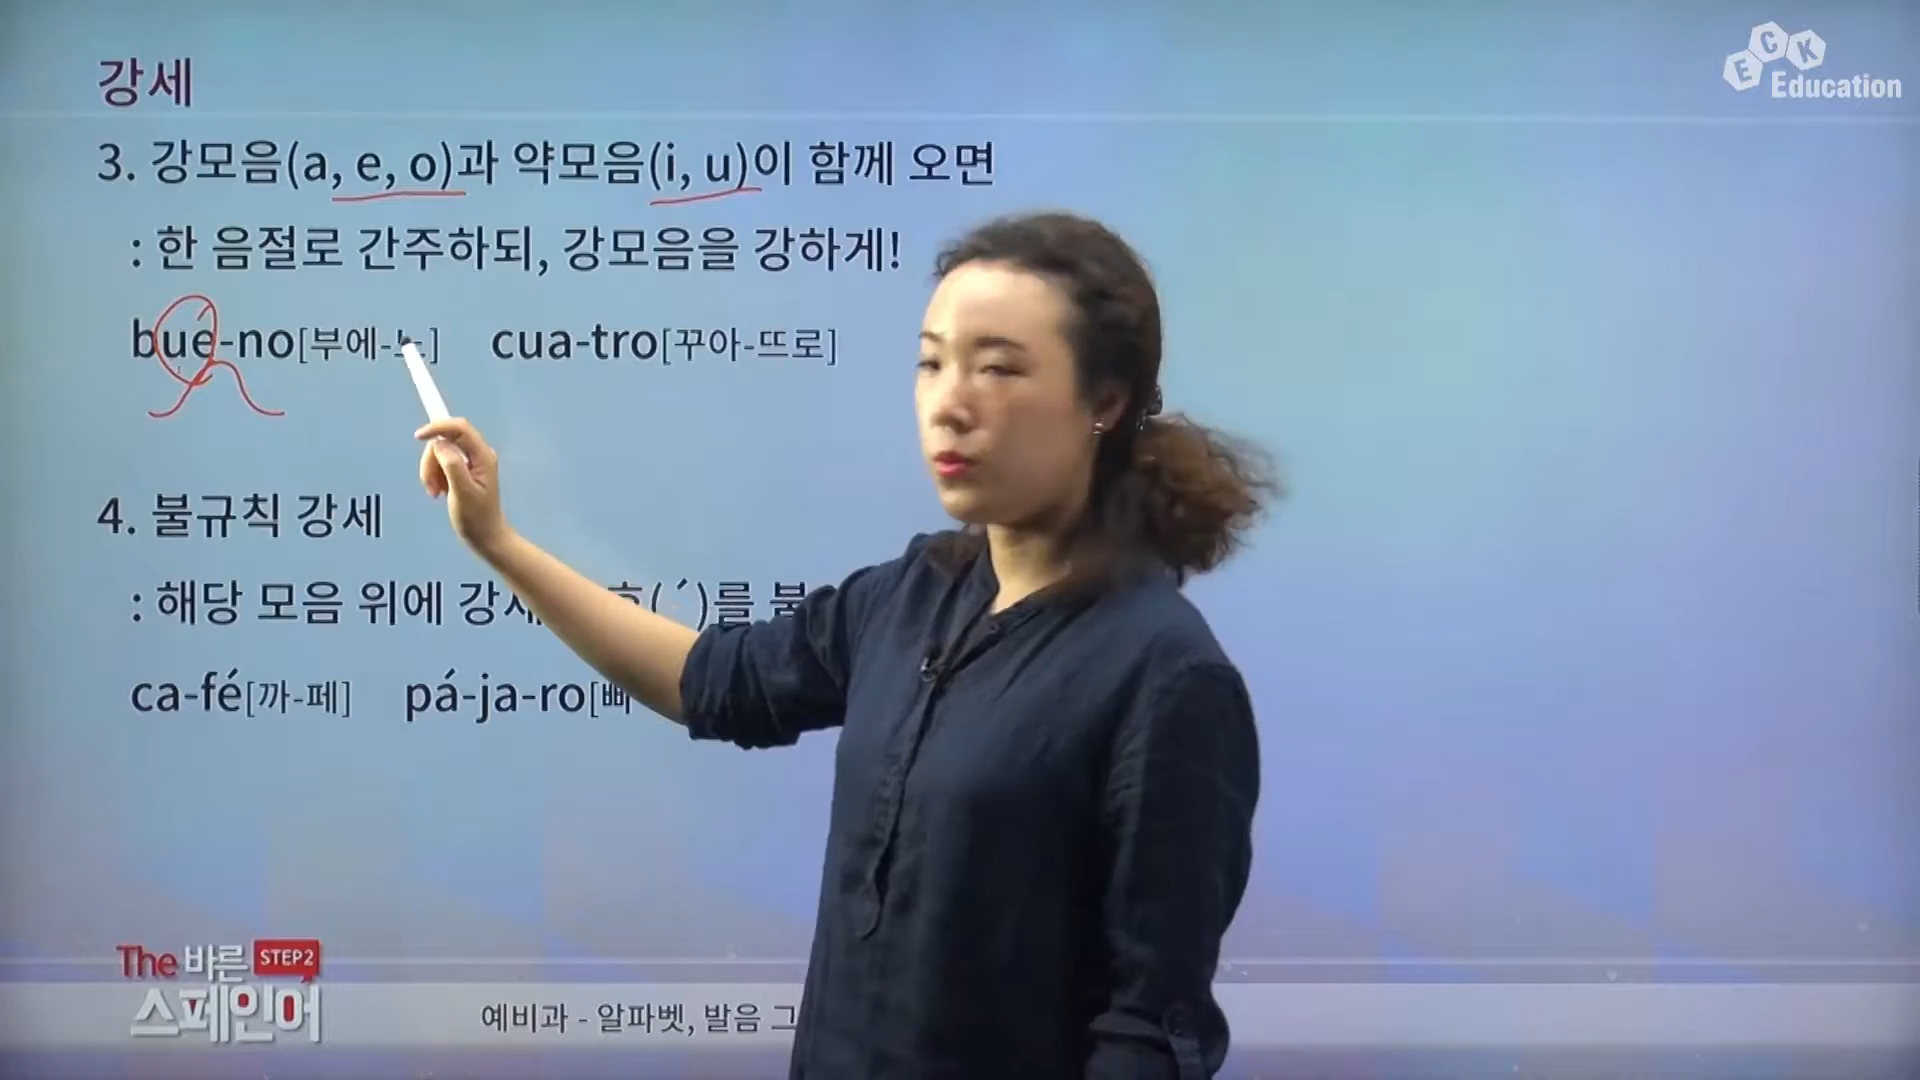 ECK
Education
강세
3. 강모음(a, e, o)과 약모음(i, u)이 함께 오면
: 한 음절로 간주하되, 강모음을 강하게!
bue-no[부에-노] cua-tro[꾸아-뜨로]
4. 불규칙 강세
: 해당 모음 위에 (´)를
ca-fé[까-페] pá-ja-ro[빠
The 바른 STEP2
스페인어
예비과 - 알파벳, 발음 그